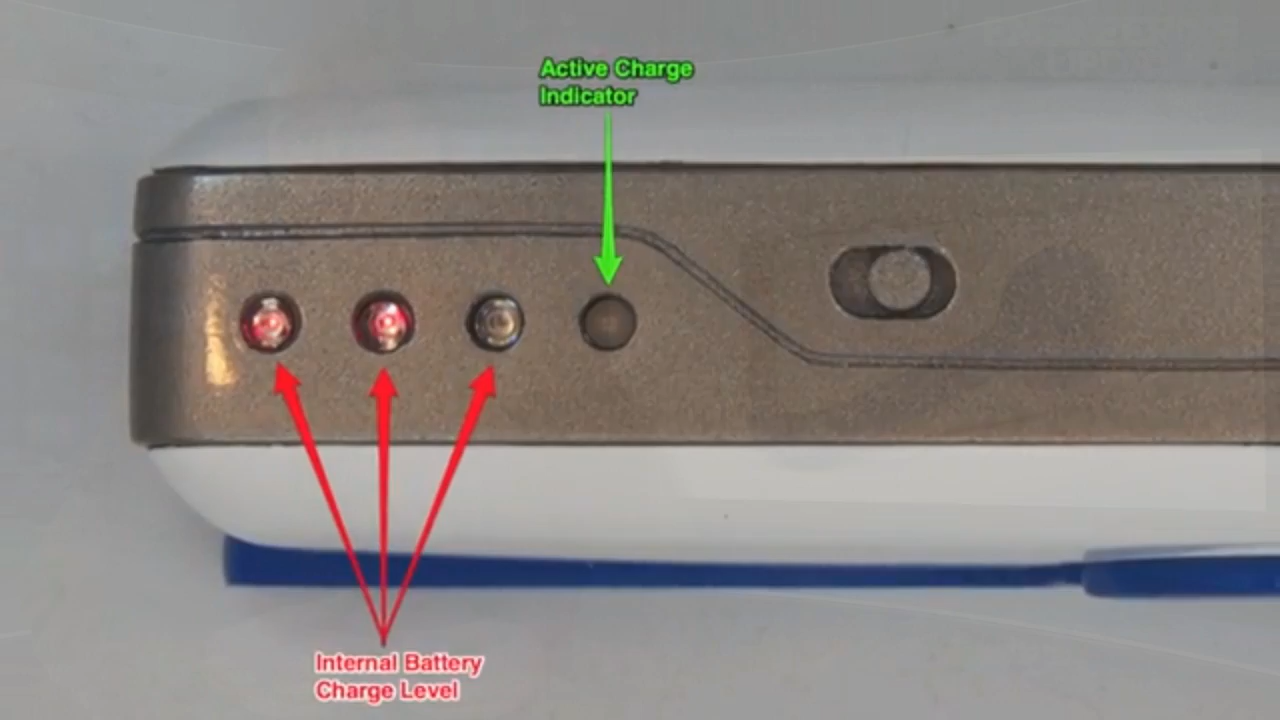 Active Charge
Indicator
Internal Battery
Charge Level